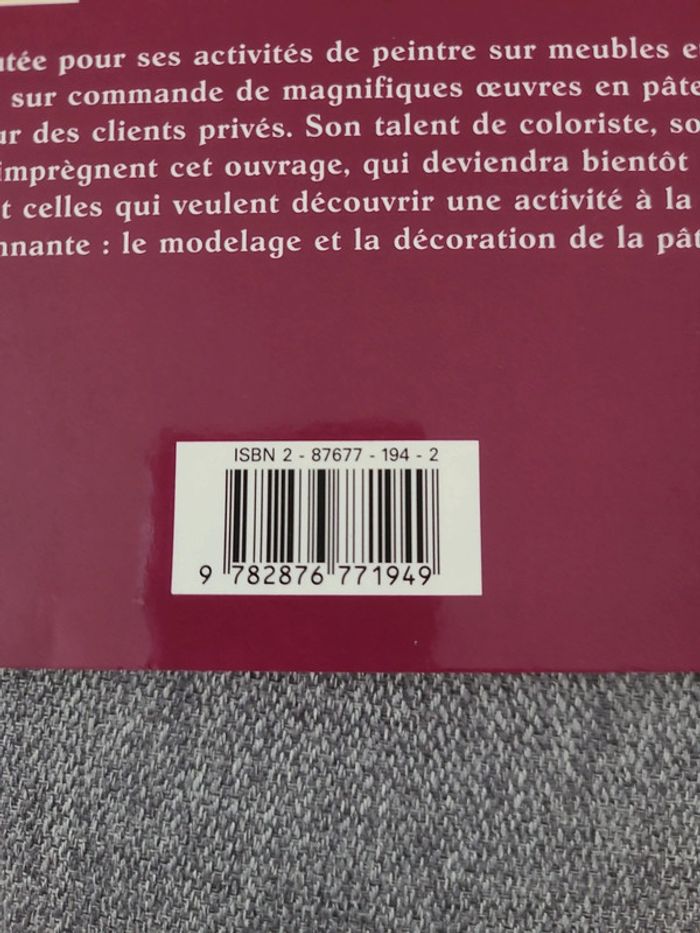 utée pour ses activités de peintre sur meubles e
sur commande de magnifiques œuvres en pâte
ur des clients privés. Son talent de coloriste, so
imprègnent cet ouvrage, qui deviendra bientôt
t celles qui veulent découvrir une activité à la
nnante : le modelage et la décoration de la pât
ISBN 2 - 87677 - 194 - 2
9 782876 771949